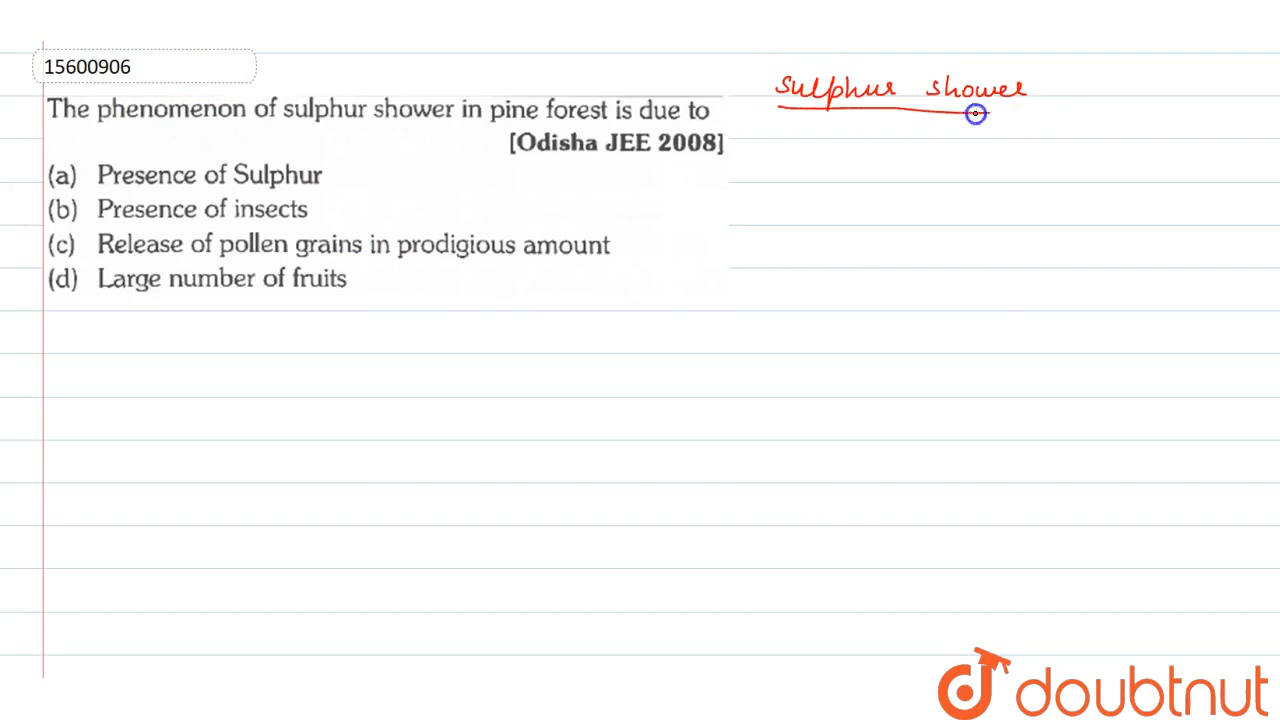 15600906
Sulphur shower
The phenomenon of sulphur shower in pine forest is due to
[Odisha JEE 2008]
(a) Presence of Sulphur
(b) Presence of insects
(c) Release of pollen grains in prodigious amount
(d) Large number of fruits
doubtnut